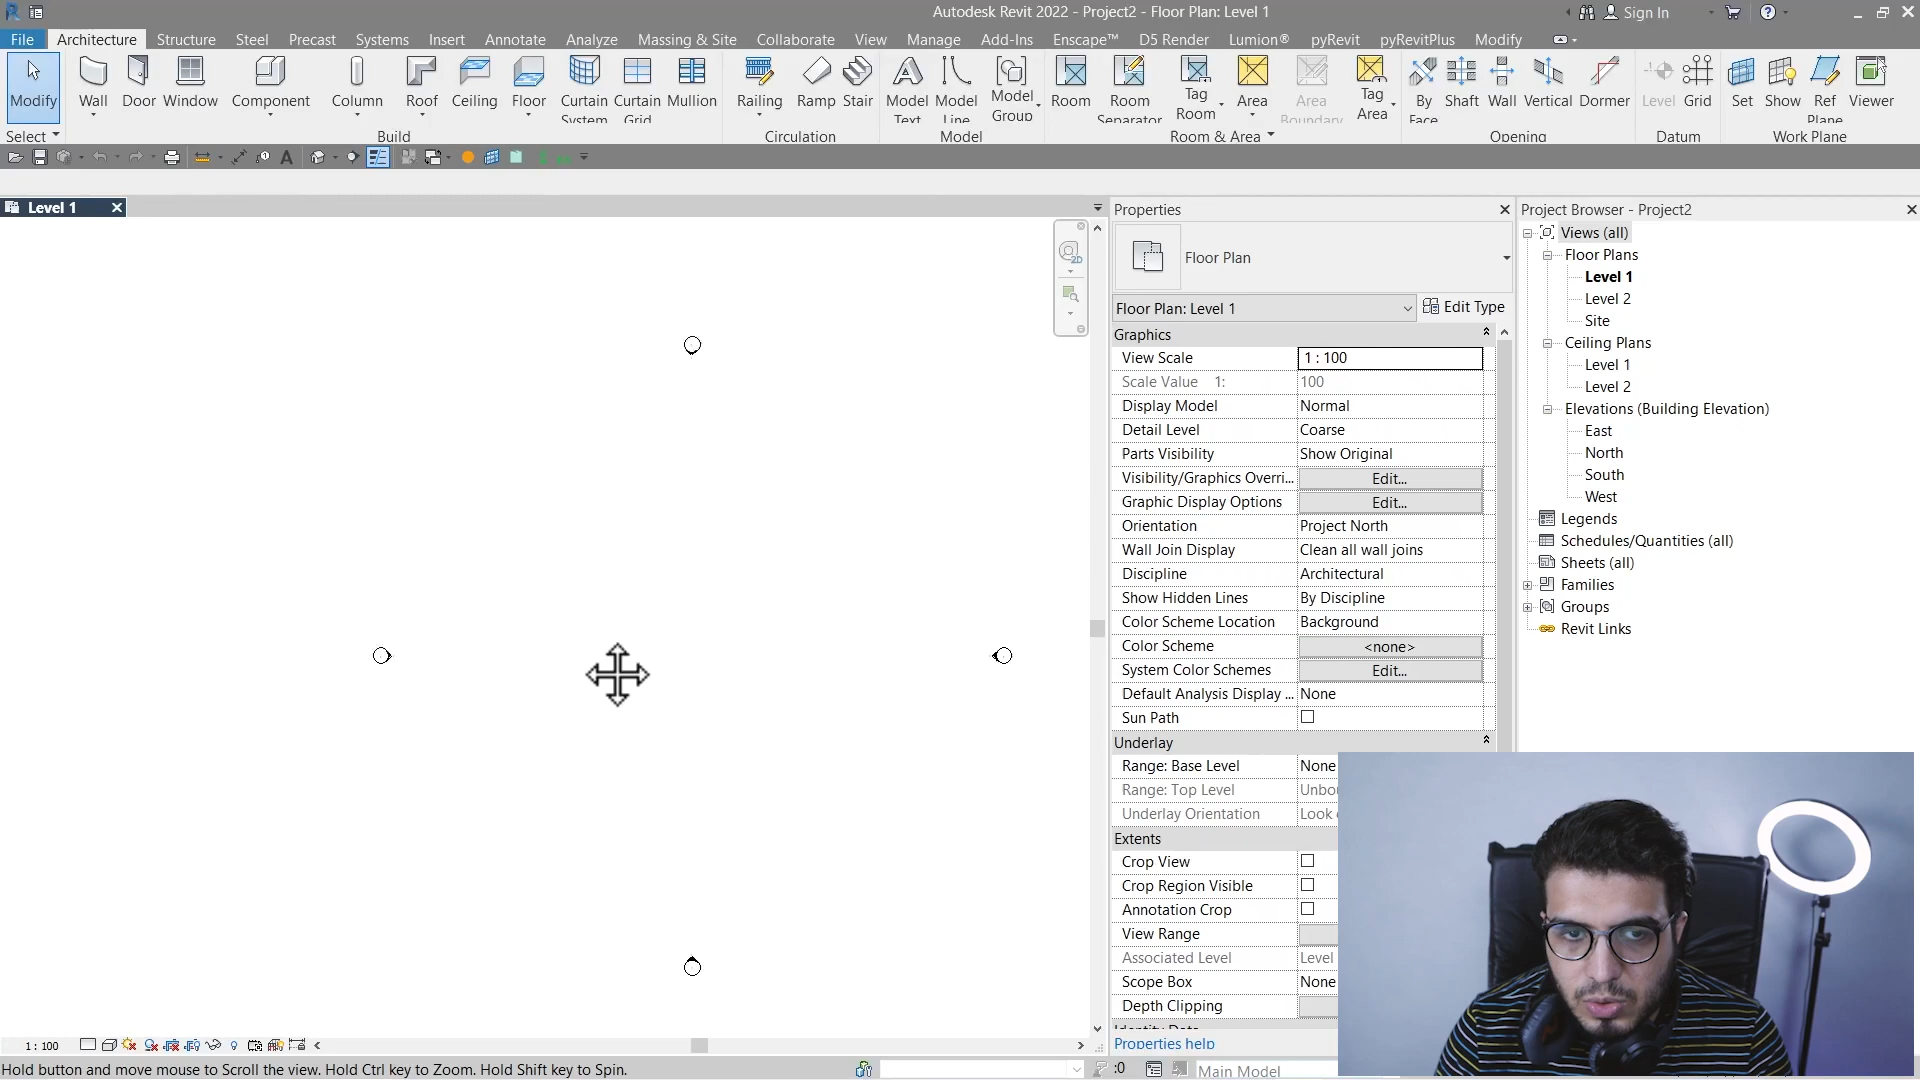 Autodesk Revit 2022 - Project2 - Floor Plan: Level 1
Sign In
File Architecture Structure Steel Precast Systems Insert Annotate Analyze Massing & Site Collaborate View Manage Add-Ins Enscape™ D5 Render Lumion® pyRevit pyRevitPlus Modify
Modify Wall Door Window Component Column Roof Ceiling Floor Curtain System Curtain Grid Mullion Railing Ramp Stair Model Text Model Line Model Group Room Room Separator Tag Room Area Area Boundary Tag Area By Face Shaft Wall Vertical Dormer Level Grid Set Show Ref Plane Viewer
Select Build Circulation Model Room & Area Opening Datum Work Plane
Level 1
2D
Properties
Floor Plan
Floor Plan: Level 1 Edit Type
Graphics
View Scale 1 : 100
Scale Value 1: 100
Display Model Normal
Detail Level Coarse
Parts Visibility Show Original
Visibility/Graphics Overri... Edit...
Graphic Display Options Edit...
Orientation Project North
Wall Join Display Clean all wall joins
Discipline Architectural
Show Hidden Lines By Discipline
Color Scheme Location Background
Color Scheme <none>
System Color Schemes Edit...
Default Analysis Display ... None
Sun Path
Underlay
Range: Base Level None
Range: Top Level
Underlay Orientation Look
Extents
Crop View
Crop Region Visible
Annotation Crop
View Range
Associated Level Level
Scope Box None
Depth Clipping
Identity Data
Properties help
Project Browser - Project2
Views (all)
Floor Plans
Level 1
Level 2
Site
Ceiling Plans
Level 1
Level 2
Elevations (Building Elevation)
East
North
South
West
Legends
Schedules/Quantities (all)
Sheets (all)
Families
Groups
Revit Links
1 : 100
Hold button and move mouse to Scroll the view. Hold Ctrl key to Zoom. Hold Shift key to Spin.
:0
Main Model